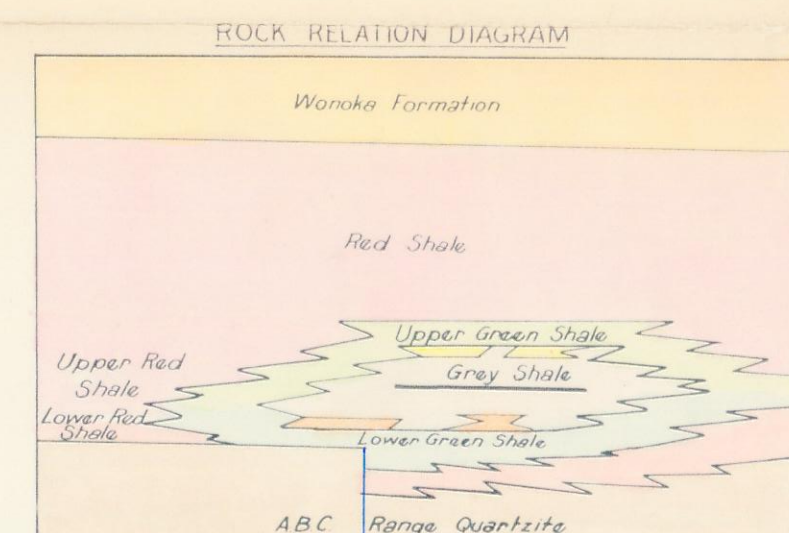 ROCK RELATION DIAGRAM
Wonoka Formation
Red Shale
Upper Green Shale
Upper Red
Shale
Grey Shale
Lower Red
Shale
Lower Green Shale
A.B.C. Range Quartzite